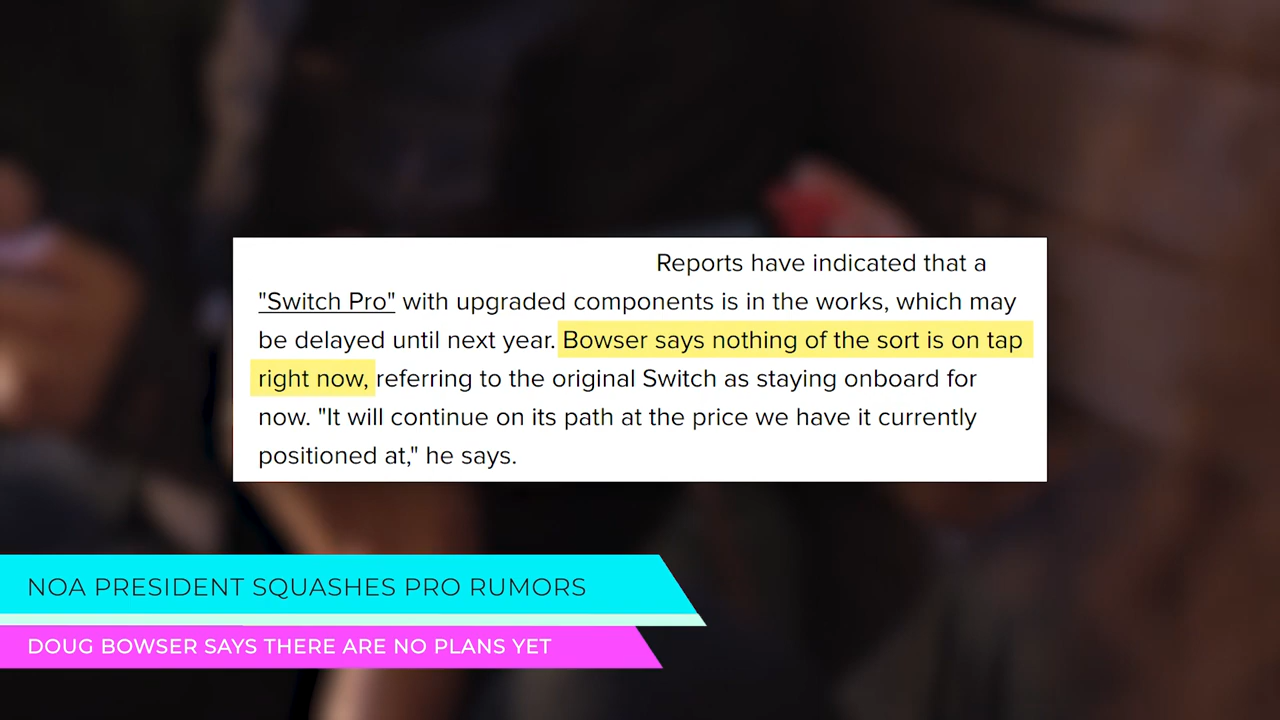 Reports have indicated that a
"Switch Pro" with upgraded components is in the works, which may
be delayed until next year. Bowser says nothing of the sort is on tap
right now, referring to the original Switch as staying onboard for
now. "It will continue on its path at the price we have it currently
positioned at," he says.
NOA PRESIDENT SQUASHES PRO RUMORS
DOUG BOWSER SAYS THERE ARE NO PLANS YET